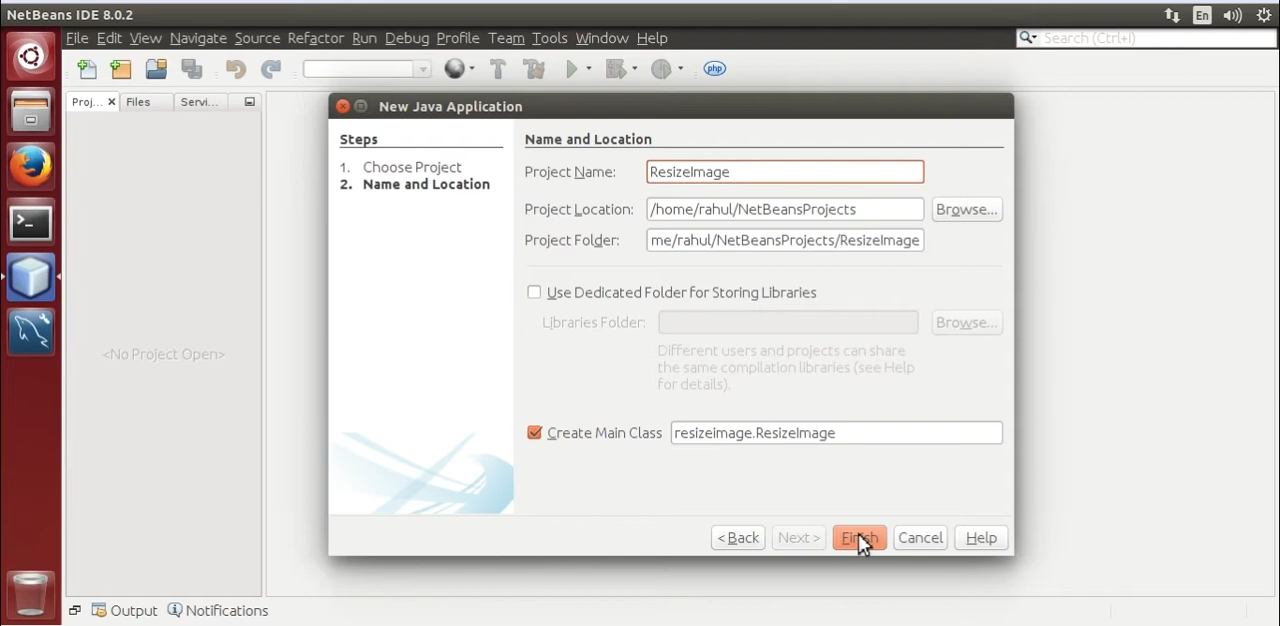 NetBeans IDE 8.0.2
En
File Edit View Navigate Source Refactor Run Debug Profile Team Tools Window Help
Search (Ctrl+I)
php
Proj... Files Servi...
<No Project Open>
New Java Application
Steps
1. Choose Project
2. Name and Location
Name and Location
Project Name: ResizeImage
Project Location: /home/rahul/NetBeansProjects Browse...
Project Folder: me/rahul/NetBeansProjects/ResizeImage
Use Dedicated Folder for Storing Libraries
Libraries Folder: Browse...
Different users and projects can share
the same compilation libraries (see Help
for details).
Create Main Class resizeimage.ResizeImage
< Back Next > Finish Cancel Help
Output Notifications